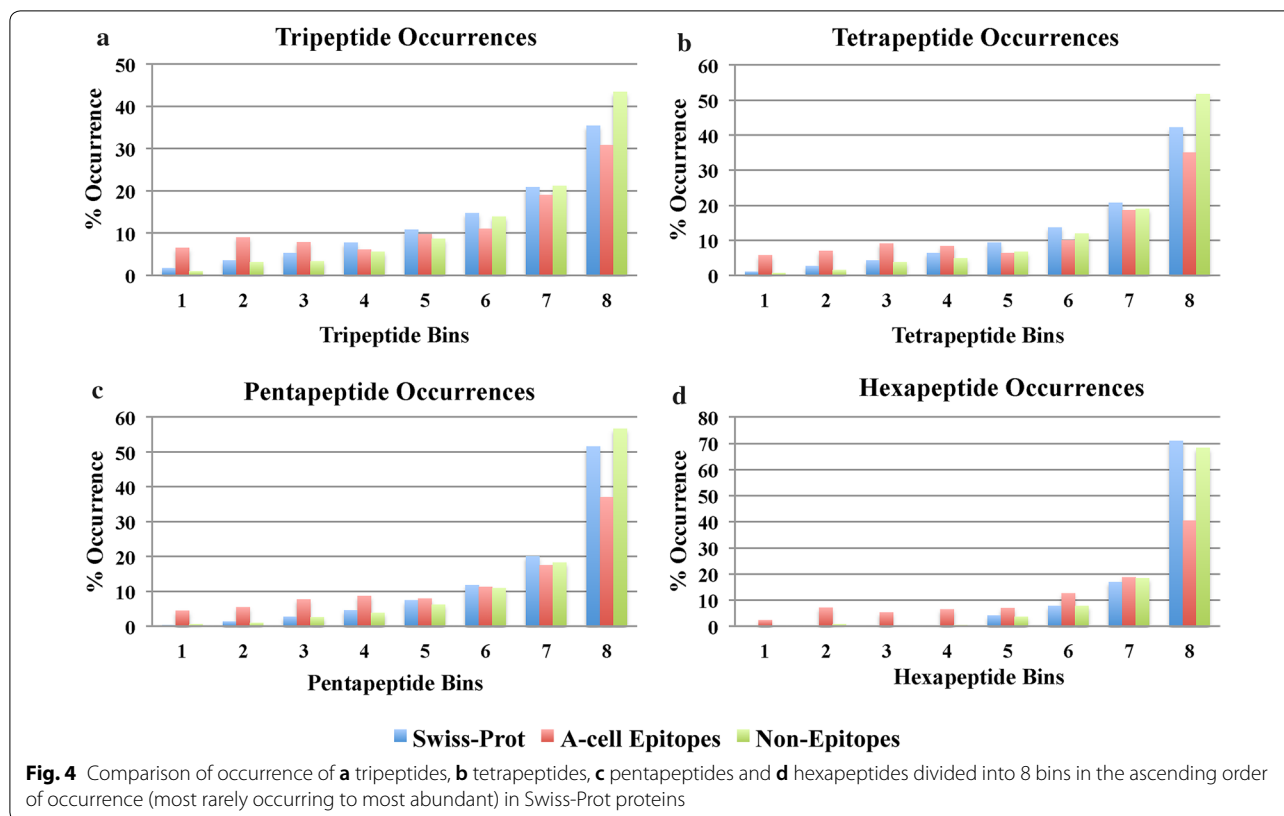 a
Tripeptide Occurrences
50
40
30
20
10
0
% Occurrence
1 2 3 4 5 6 7 8
Tripeptide Bins
b
Tetrapeptide Occurrences
60
50
40
30
20
10
0
% Occurrence
1 2 3 4 5 6 7 8
Tetrapeptide Bins
c
Pentapeptide Occurrences
60
50
40
30
20
10
0
% Occurrence
1 2 3 4 5 6 7 8
Pentapeptide Bins
d
Hexapeptide Occurrences
80
70
60
50
40
30
20
10
0
% Occurrence
1 2 3 4 5 6 7 8
Hexapeptide Bins
Swiss-Prot A-cell Epitopes Non-Epitopes
Fig. 4 Comparison of occurrence of a tripeptides, b tetrapeptides, c pentapeptides and d hexapeptides divided into 8 bins in the ascending order
of occurrence (most rarely occurring to most abundant) in Swiss-Prot proteins